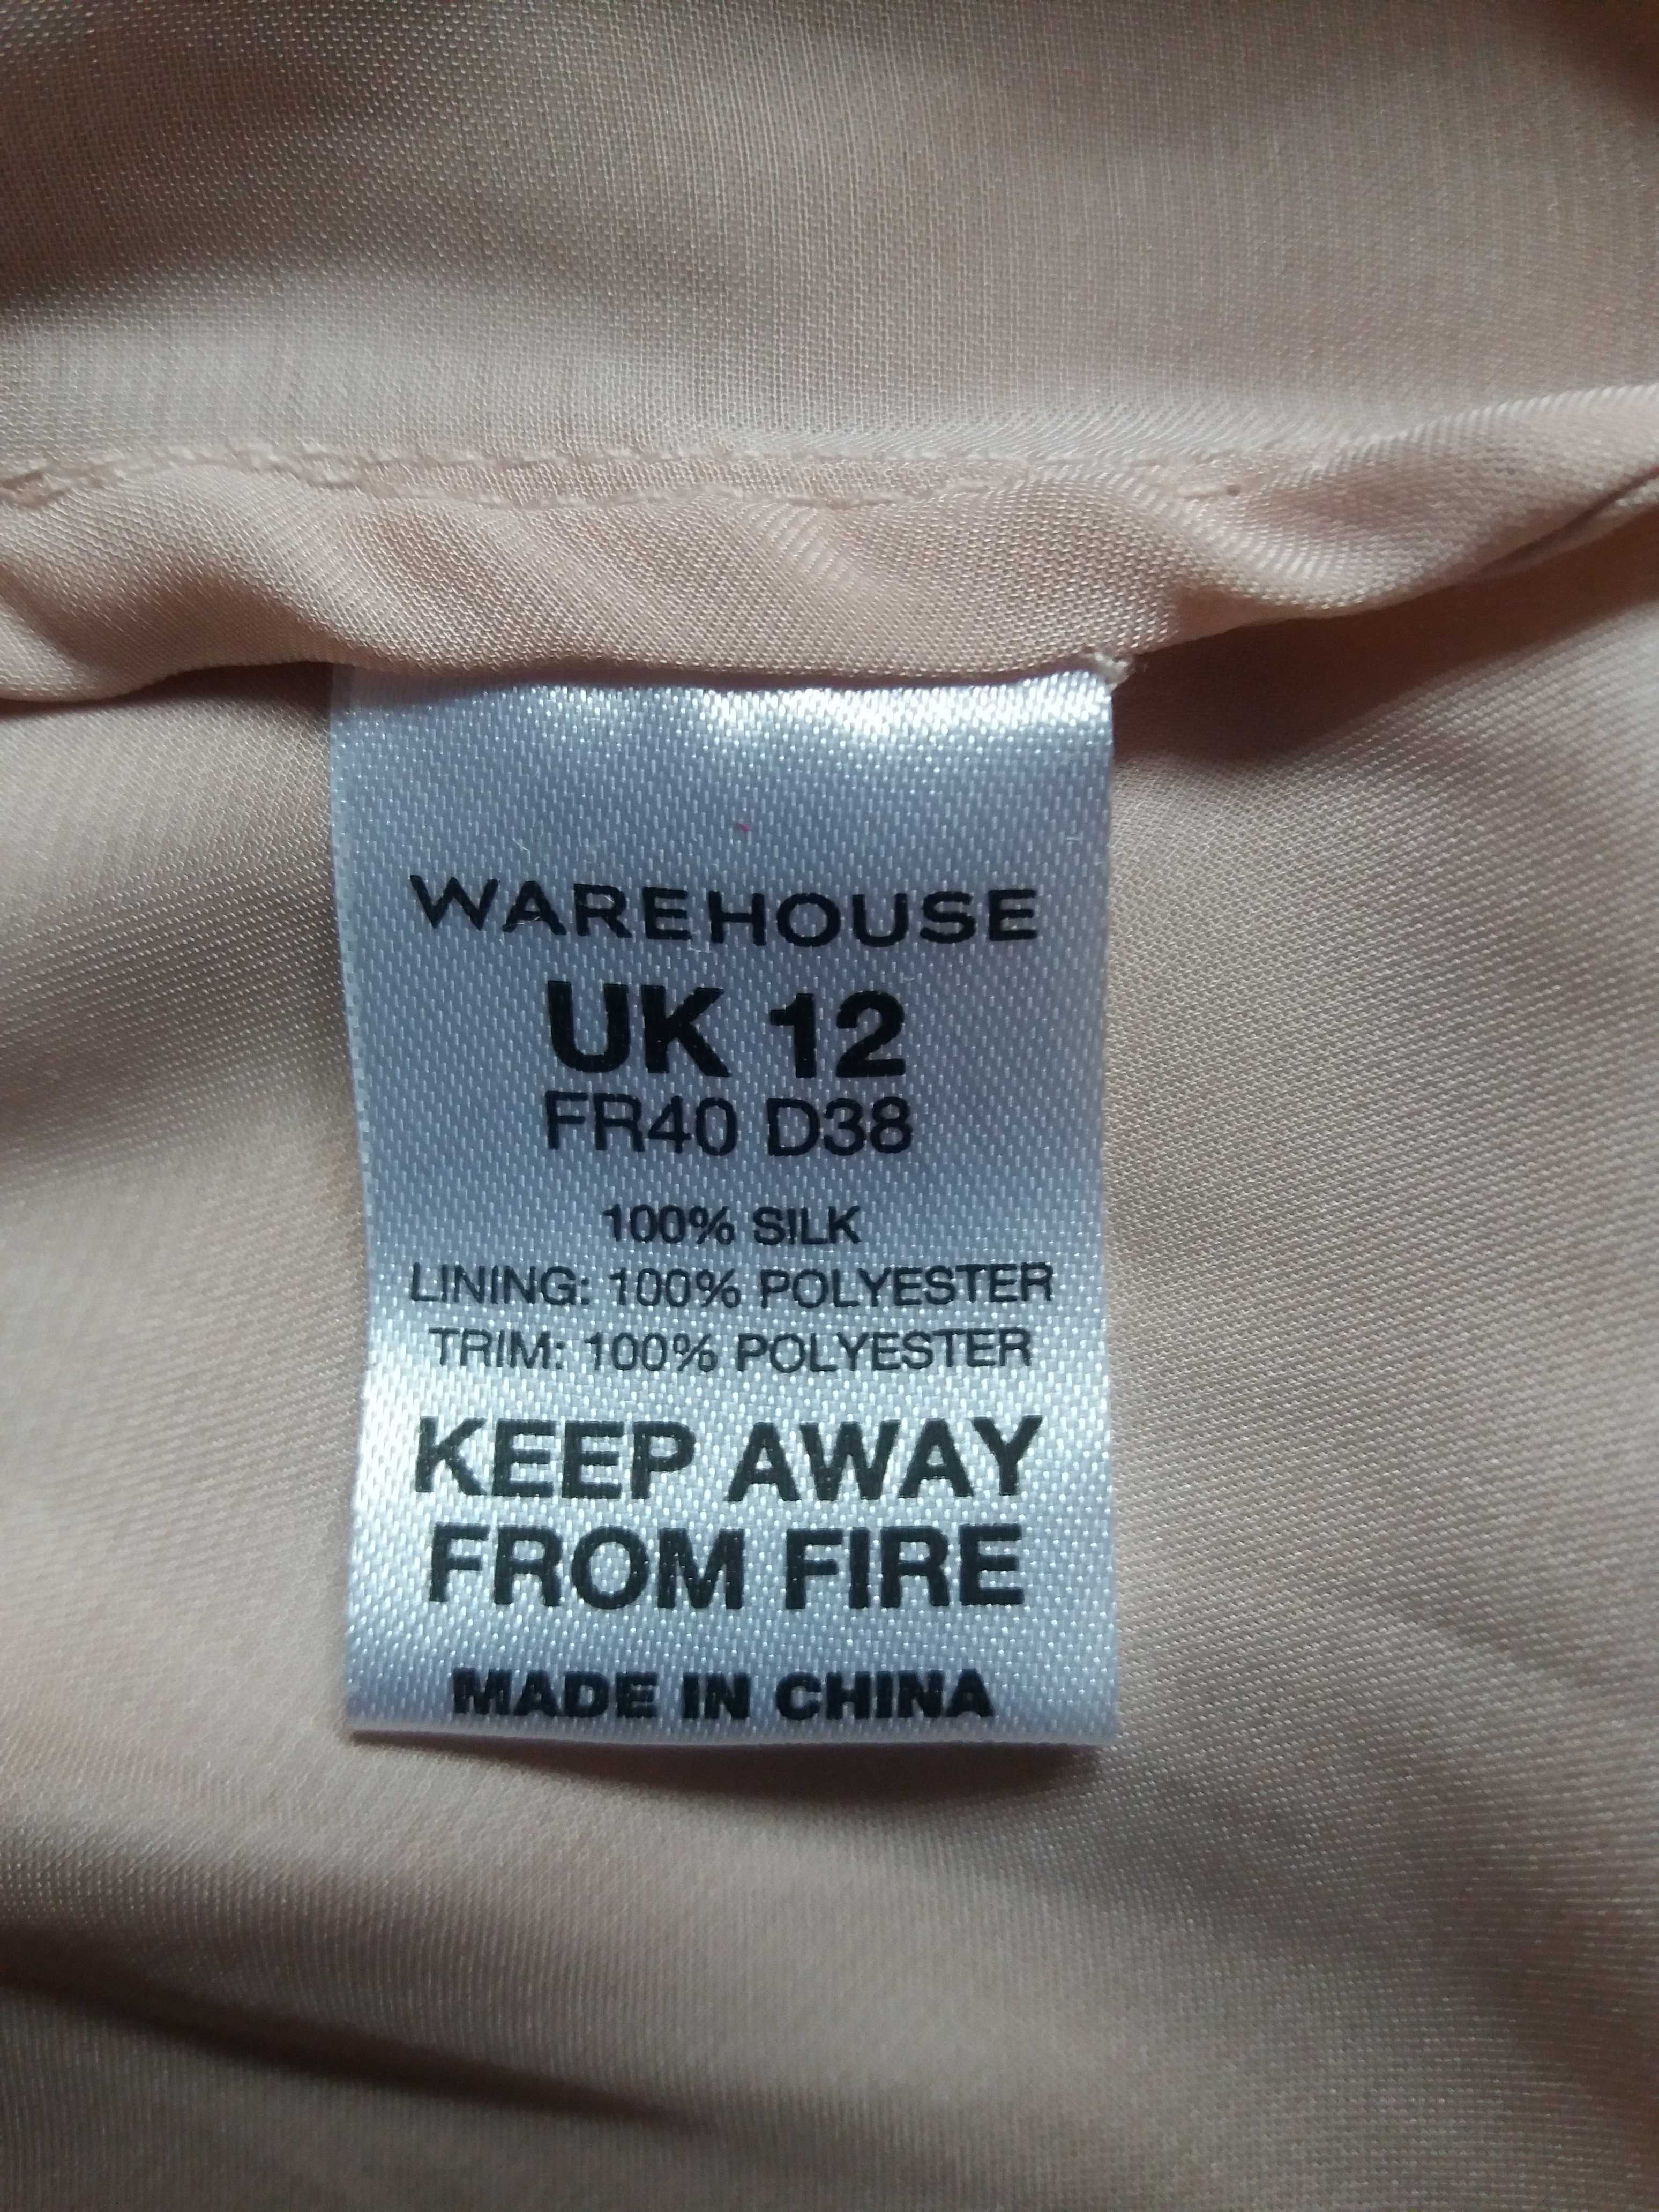 WAREHOUSE
UK 12
FR40 D38
100% SILK
LINING: 100% POLYESTER
TRIM: 100% POLYESTER
KEEP AWAY
FROM FIRE
MADE IN CHINA